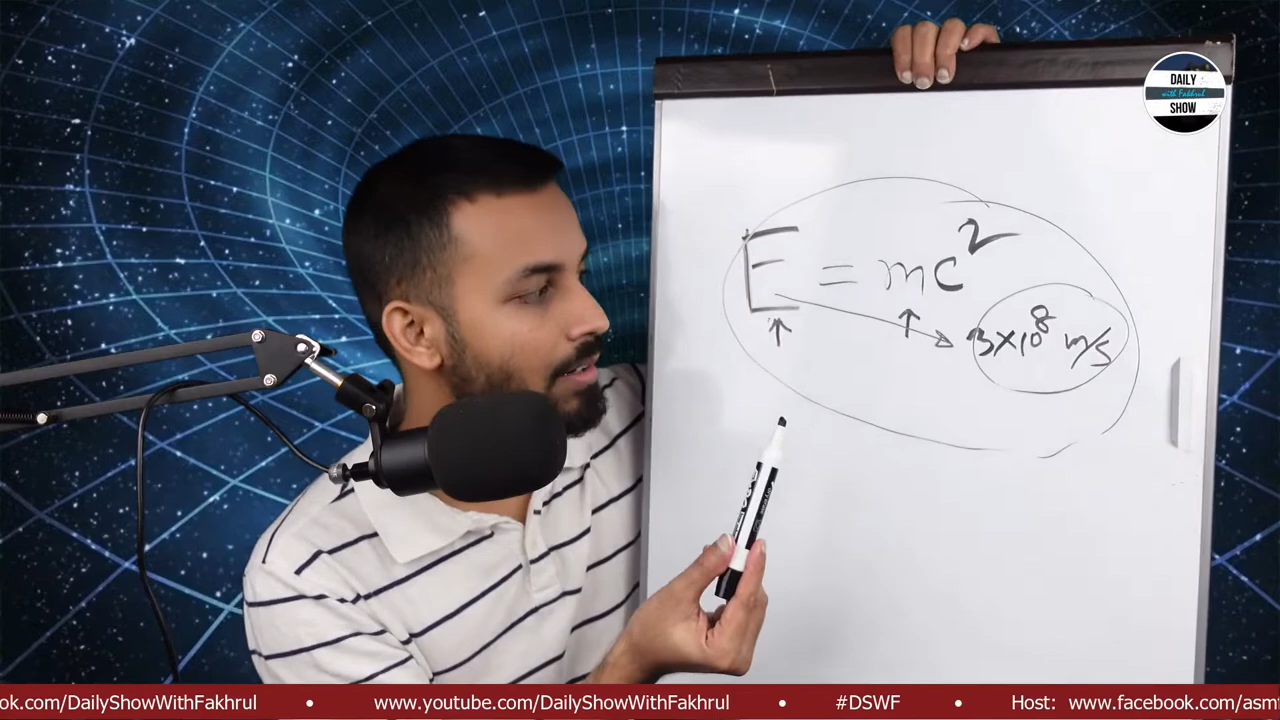 DAILY
with Fakhrul
SHOW
E = mc²
3×10⁸ m/s
ok.com/DailyShowWithFakhrul • www.youtube.com/DailyShowWithFakhrul • #DSWF • Host: www.facebook.com/asm